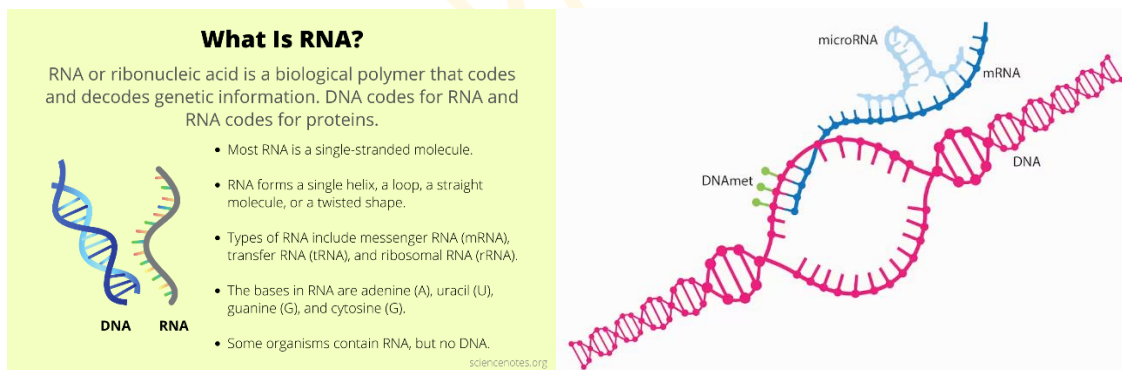 What Is RNA?
RNA or ribonucleic acid is a biological polymer that codes
and decodes genetic information. DNA codes for RNA and
RNA codes for proteins.
• Most RNA is a single-stranded molecule.
• RNA forms a single helix, a loop, a straight
molecule, or a twisted shape.
• Types of RNA include messenger RNA (mRNA),
transfer RNA (tRNA), and ribosomal RNA (rRNA).
• The bases in RNA are adenine (A), uracil (U),
guanine (G), and cytosine (G).
• Some organisms contain RNA, but no DNA.
DNA
RNA
sciencenotes.org
microRNA
mRNA
DNA
DNAmet